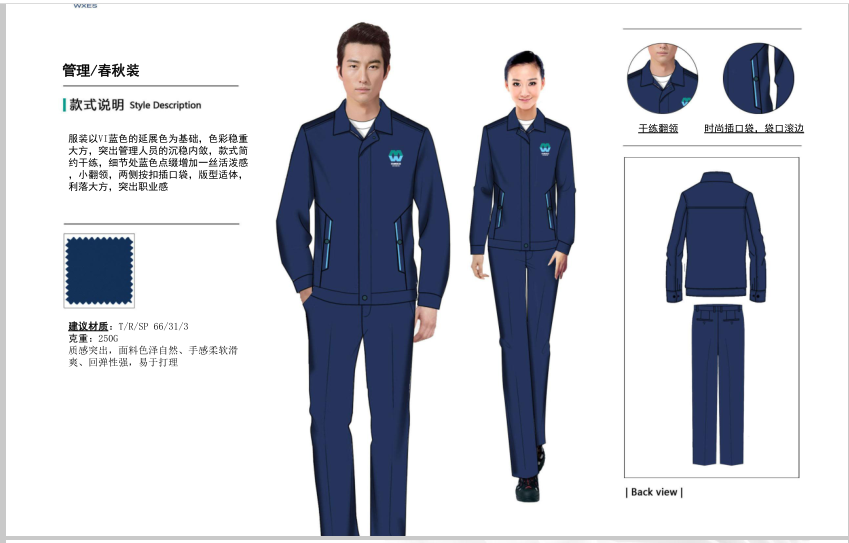 WXES
管理/春秋装
款式说明 Style Description
服装以VI蓝色的延展色为基础，色彩稳重
大方，突出管理人员的沉稳内敛，款式简
约干练，细节处蓝色点缀增加一丝活泼感
，小翻领，两侧按扣插口袋，版型适体，
利落大方，突出职业感
建议材质：T/R/SP 66/31/3
克重：250G
质感突出，面料色泽自然、手感柔软滑
爽、回弹性强，易于打理
干练翻领
时尚插口袋，袋口滚边
| Back view |